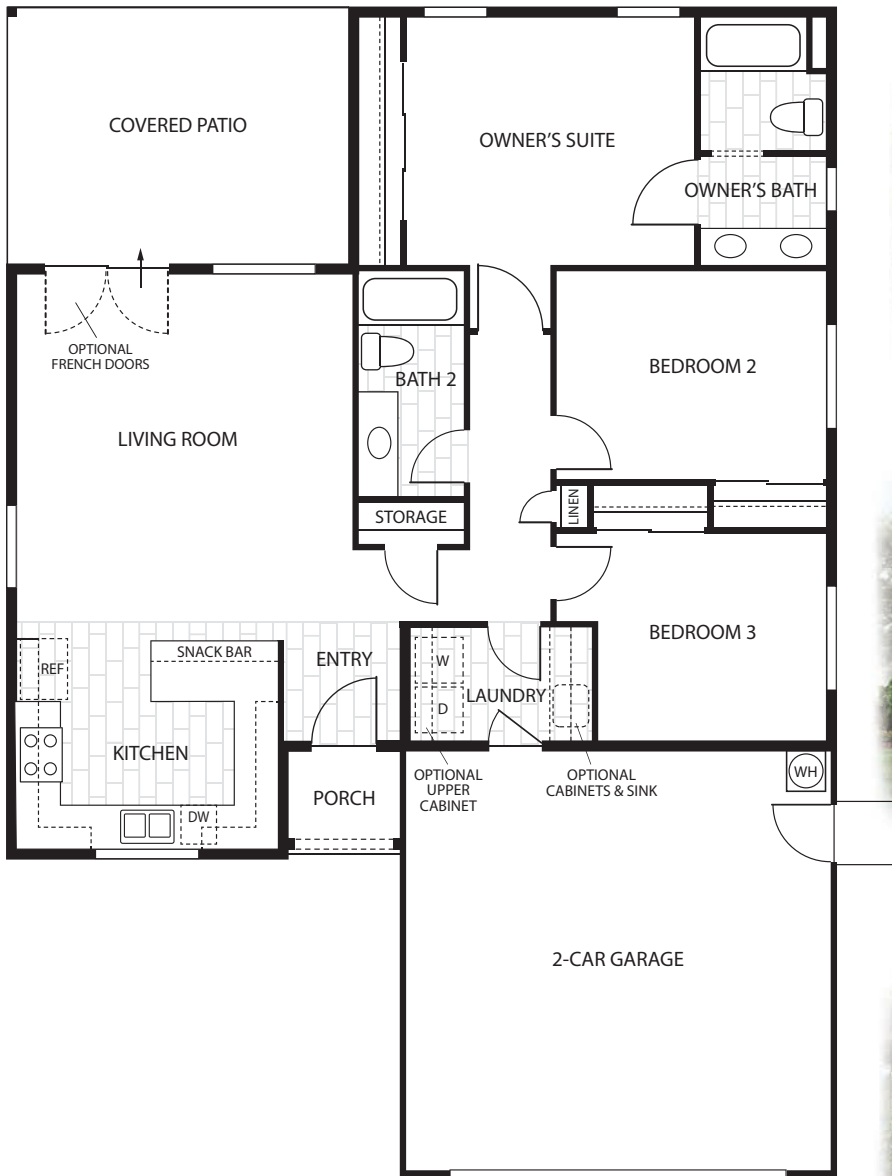 COVERED PATIO
OWNER'S SUITE
OWNER'S BATH
OPTIONAL
FRENCH DOORS
BATH 2
BEDROOM 2
LIVING ROOM
STORAGE
LINEN
BEDROOM 3
SNACK BAR
REF
ENTRY
W
LAUNDRY
D
KITCHEN
OPTIONAL
UPPER
CABINET
OPTIONAL
CABINETS & SINK
WH
PORCH
DW
2-CAR GARAGE